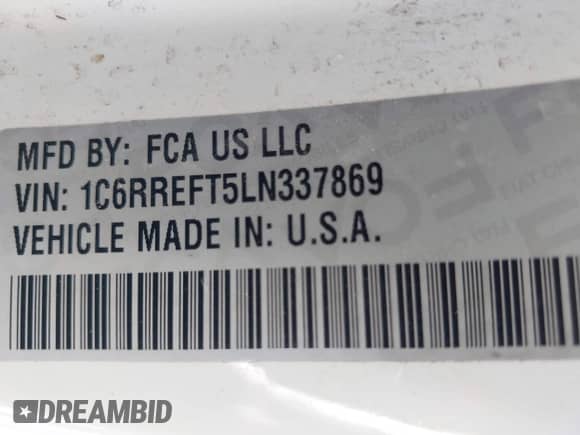 MFD BY: FCA US LLC
VIN: 1C6RREFT5LN337869
VEHICLE MADE IN: U.S.A.
DREAMBID